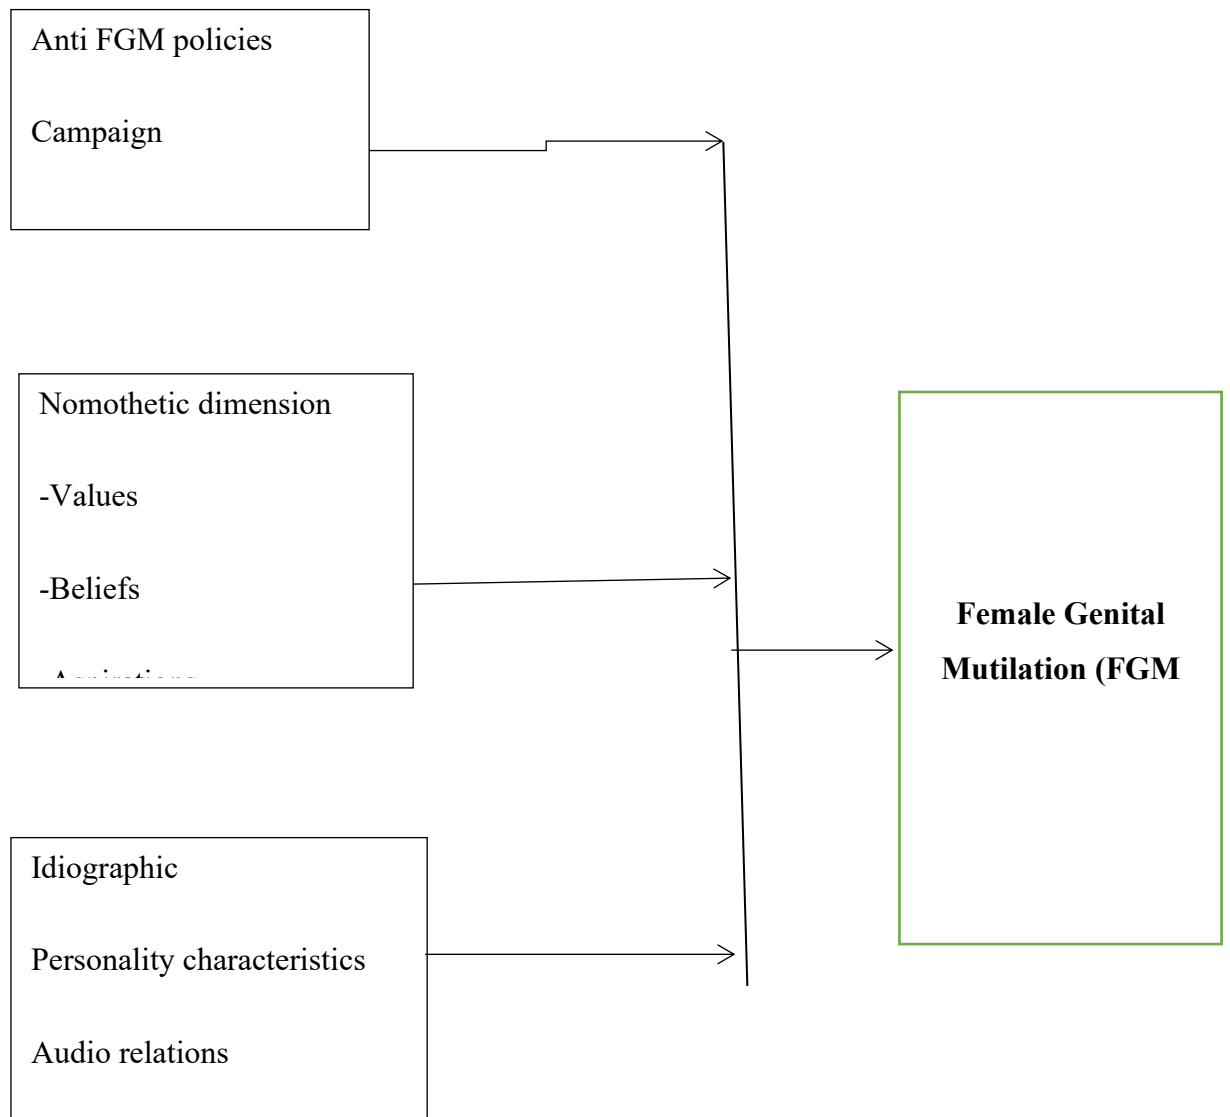 Anti FGM policies
Campaign
Nomothetic dimension
-Values
-Beliefs
Idiographic
Personality characteristics
Audio relations
Female Genital
Mutilation (FGM